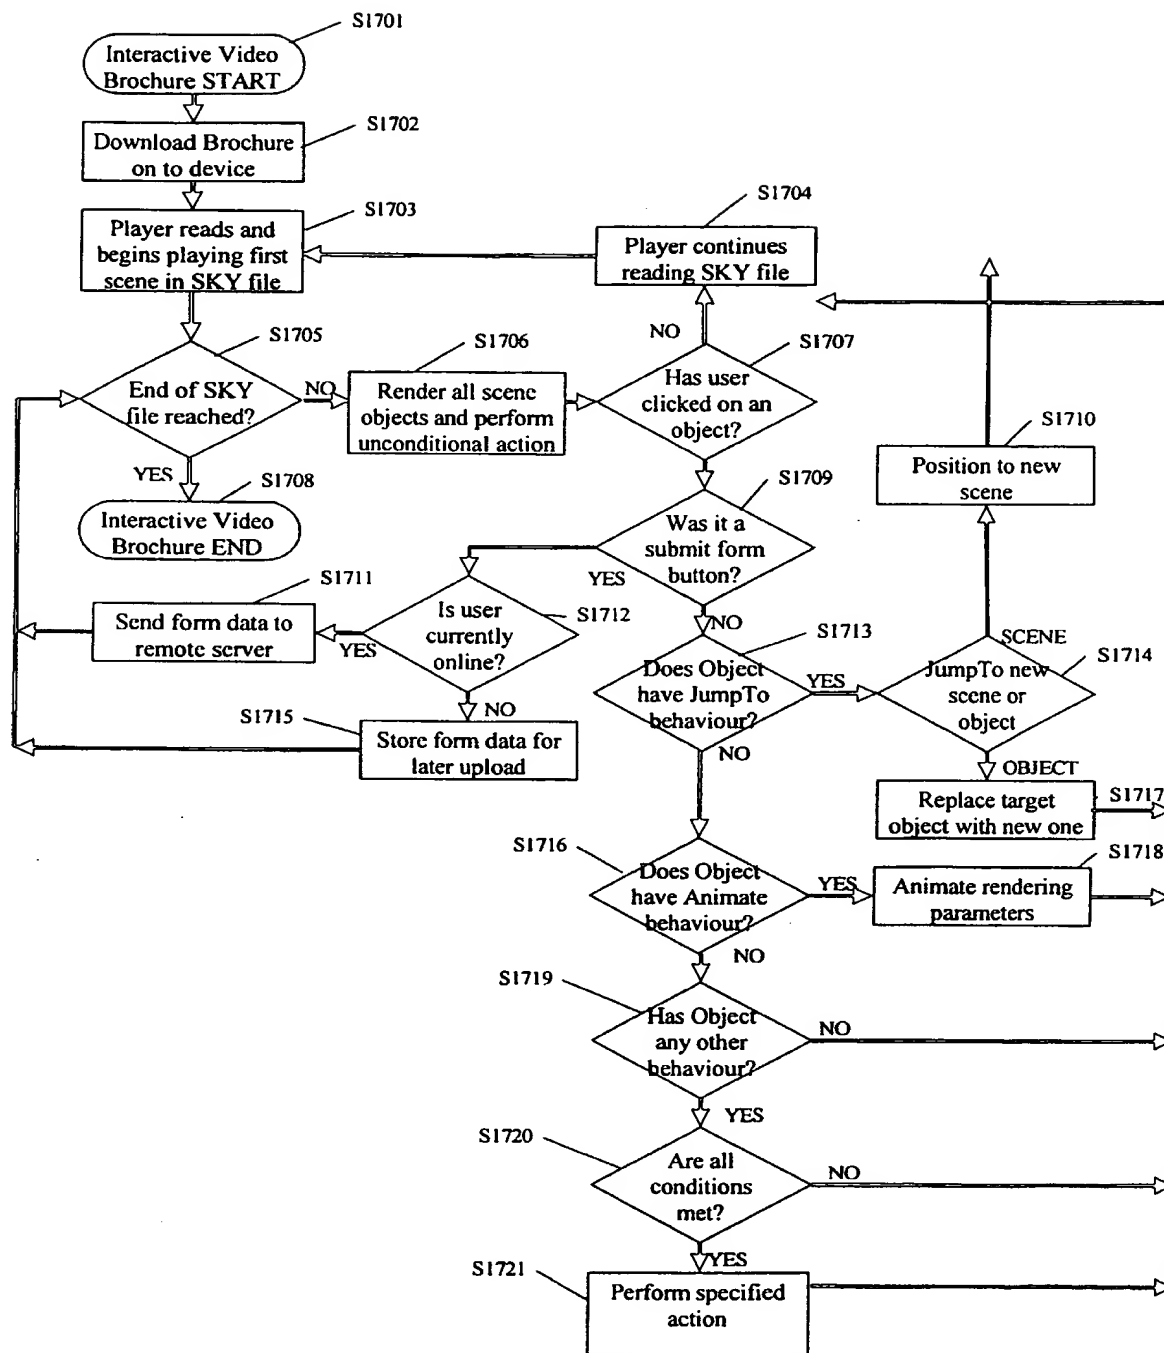 S1701
Interactive Video
Brochure START
S1702
Download Brochure
on to device
S1703
Player reads and
begins playing first
scene in SKY file
S1704
Player continues
reading SKY file
S1705
End of SKY
file reached?
NO
YES
S1706
Render all scene
objects and perform
unconditional action
NO
S1707
Has user
clicked on an
object?
S1708
Interactive Video
Brochure END
S1709
Was it a
submit form
button?
YES
NO
S1710
Position to new
scene
S1711
Send form data to
remote server
S1712
Is user
currently
online?
YES
NO
S1713
Does Object
have JumpTo
behaviour?
YES
NO
SCENE
S1714
JumpTo new
scene or
object
OBJECT
S1715
Store form data for
later upload
S1717
Replace target
object with new one
S1716
Does Object
have Animate
behaviour?
YES
NO
S1718
Animate rendering
parameters
S1719
Has Object
any other
behaviour?
NO
YES
S1720
Are all
conditions
met?
NO
YES
S1721
Perform specified
action